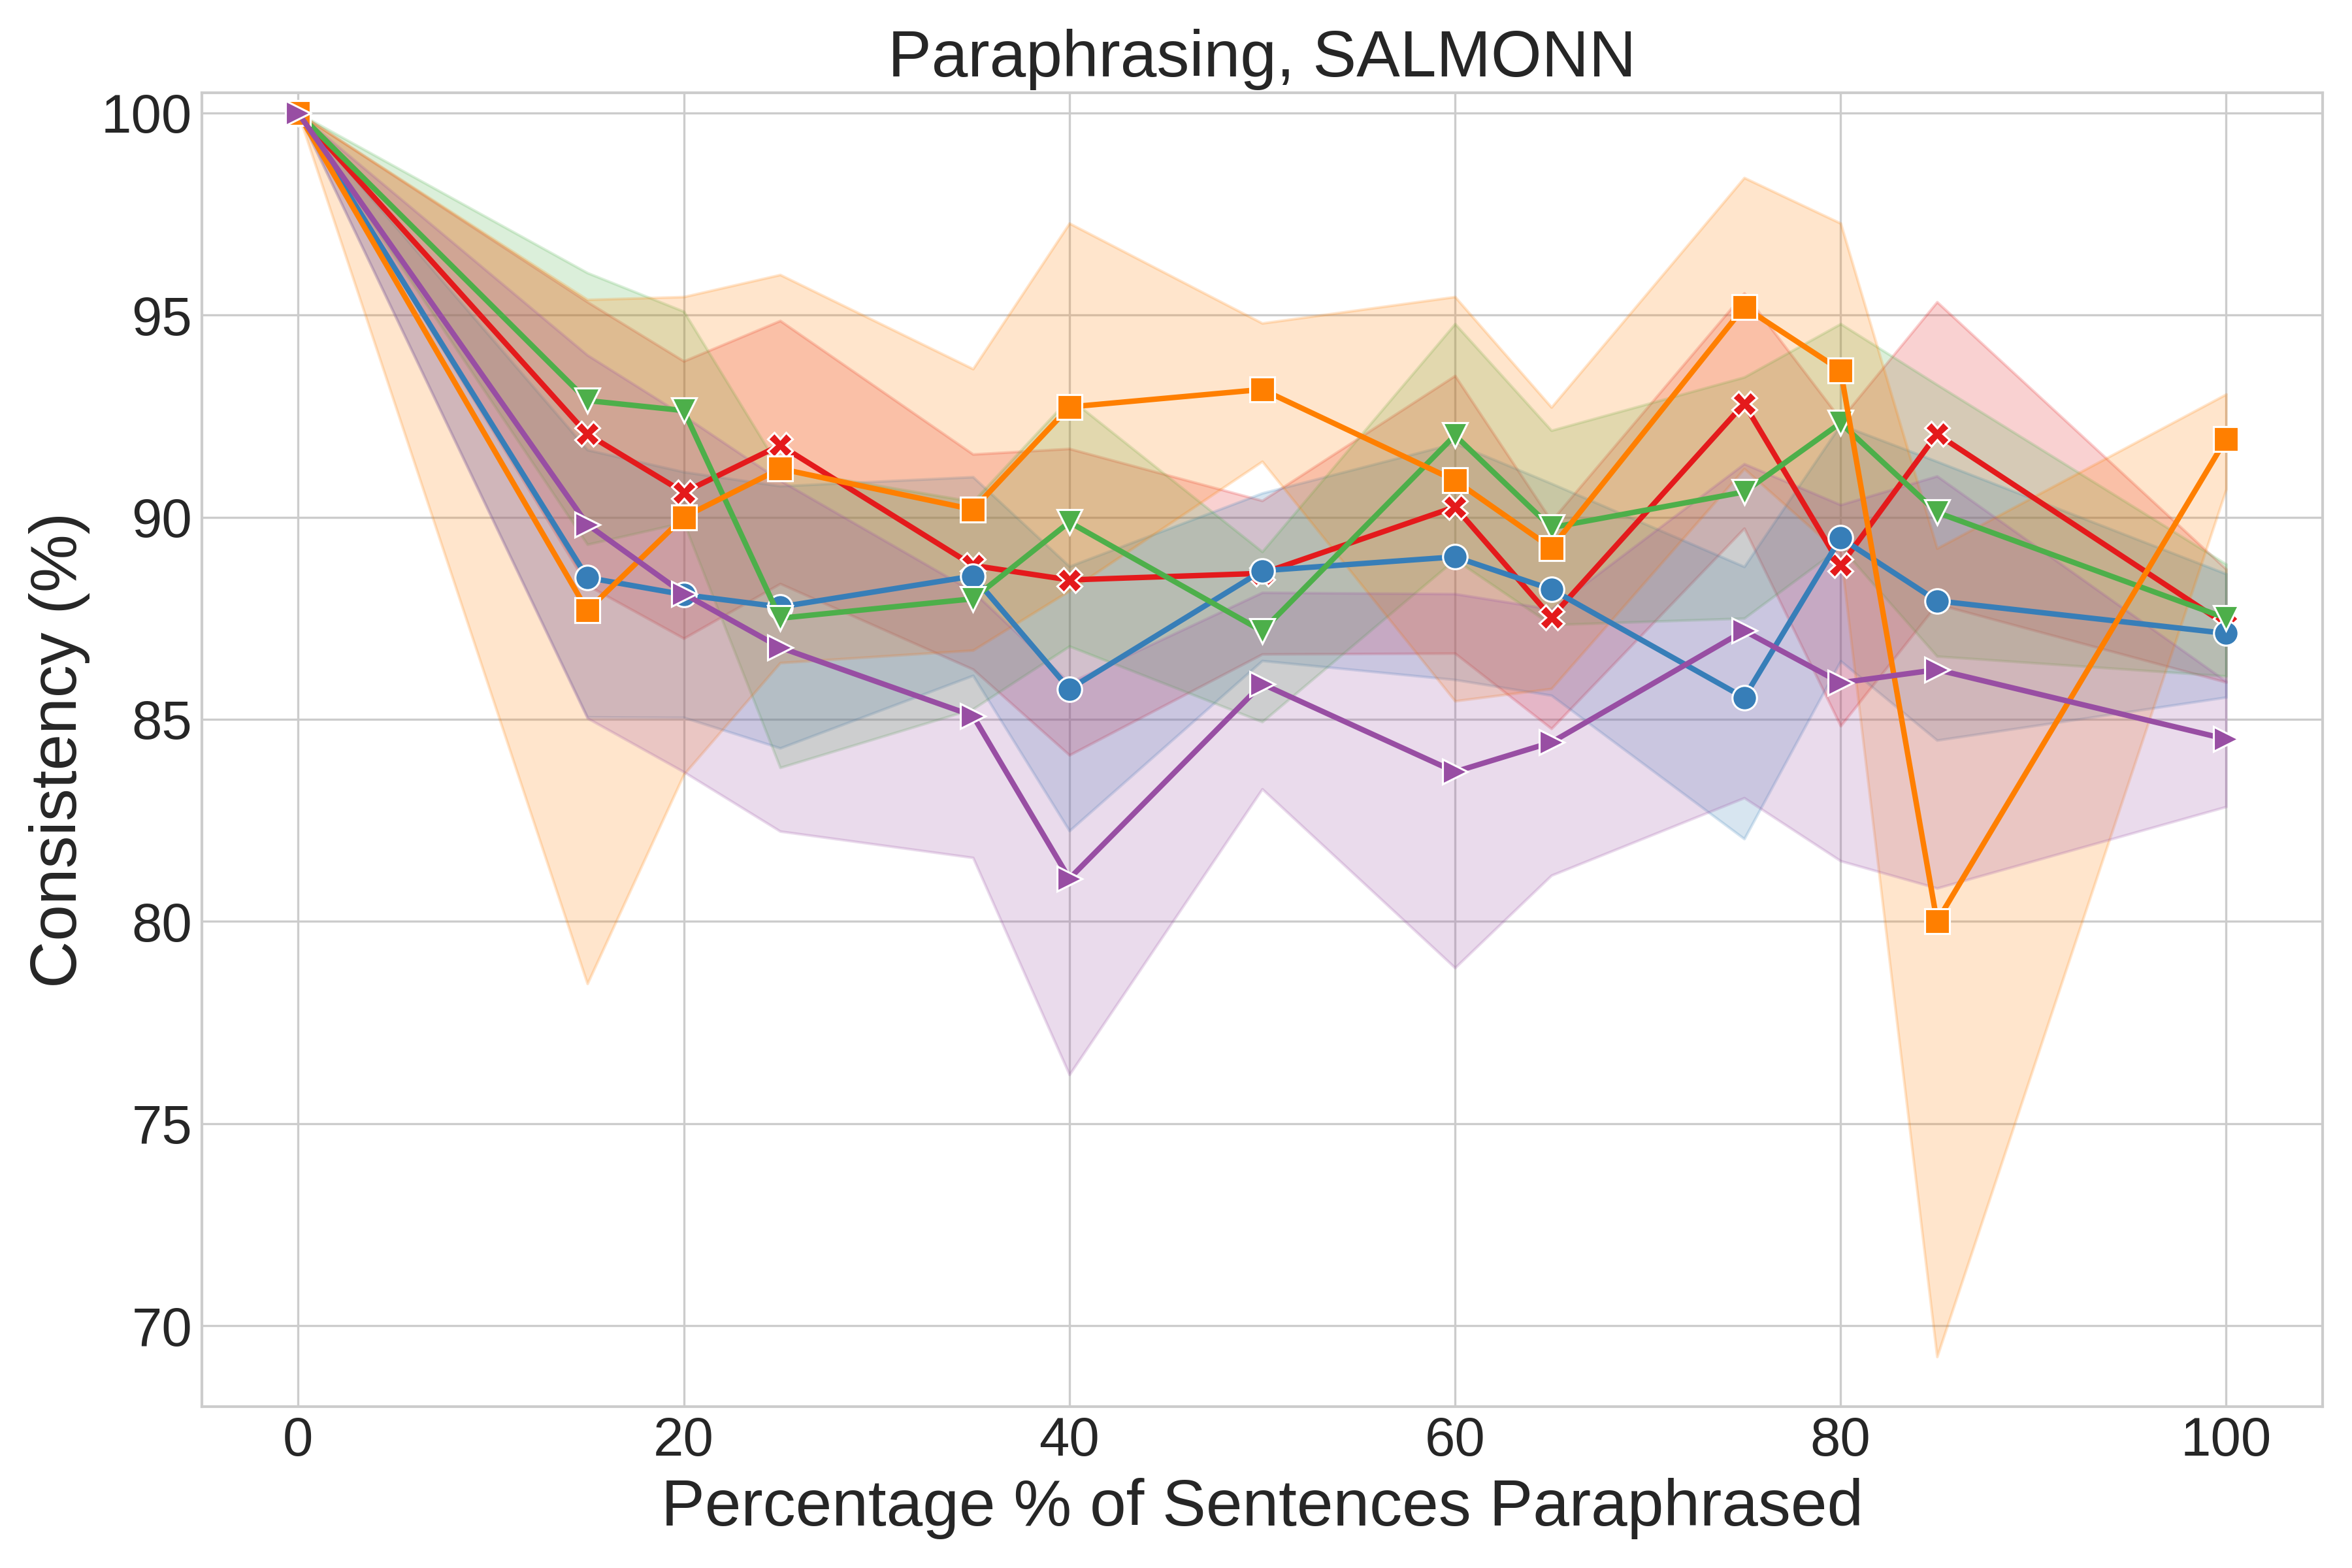 Paraphrasing, SALMONN
Consistency (%)
100
95
90
85
80
75
70
0 20 40 60 80 100
Percentage % of Sentences Paraphrased